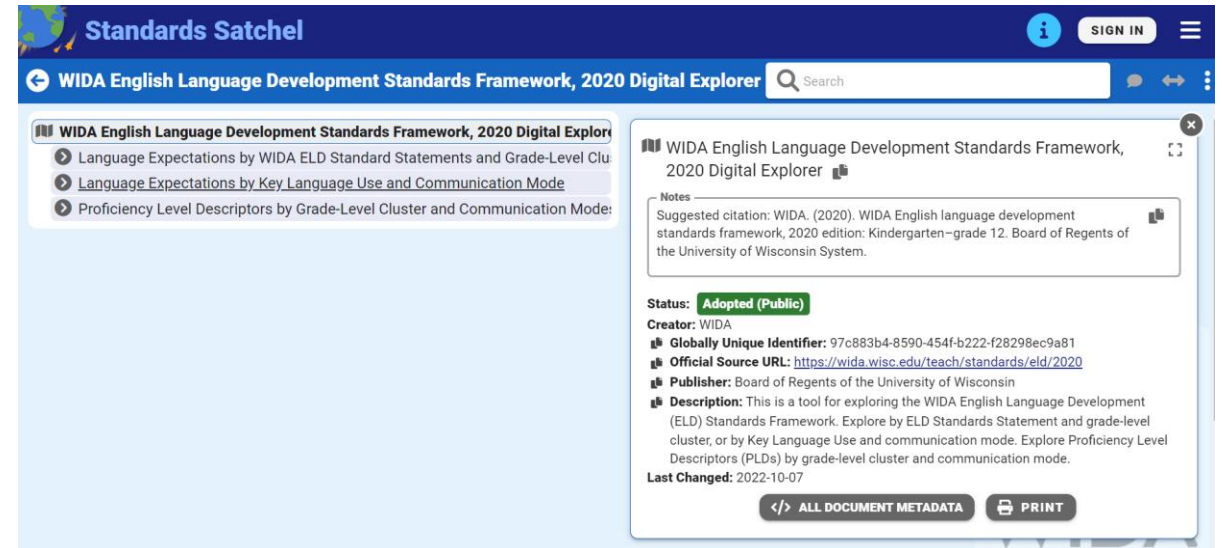 Standards Satchel
i
SIGN IN
WIDA English Language Development Standards Framework, 2020 Digital Explorer
Search
WIDA English Language Development Standards Framework, 2020 Digital Explore
Language Expectations by WIDA ELD Standard Statements and Grade-Level Clu
Language Expectations by Key Language Use and Communication Mode
Proficiency Level Descriptors by Grade-Level Cluster and Communication Modes
WIDA English Language Development Standards Framework,
2020 Digital Explorer
Notes
Suggested citation: WIDA. (2020). WIDA English language development
standards framework, 2020 edition: Kindergarten–grade 12. Board of Regents of
the University of Wisconsin System.
Status: Adopted (Public)
Creator: WIDA
Globally Unique Identifier: 97c883b4-8590-454f-b222-f28298ec9a81
Official Source URL: https://wida.wisc.edu/teach/standards/eld/2020
Publisher: Board of Regents of the University of Wisconsin
Description: This is a tool for exploring the WIDA English Language Development
(ELD) Standards Framework. Explore by ELD Standards Statement and grade-level
cluster, or by Key Language Use and communication mode. Explore Proficiency Level
Descriptors (PLDs) by grade-level cluster and communication mode.
Last Changed: 2022-10-07
</> ALL DOCUMENT METADATA
PRINT
WIDA